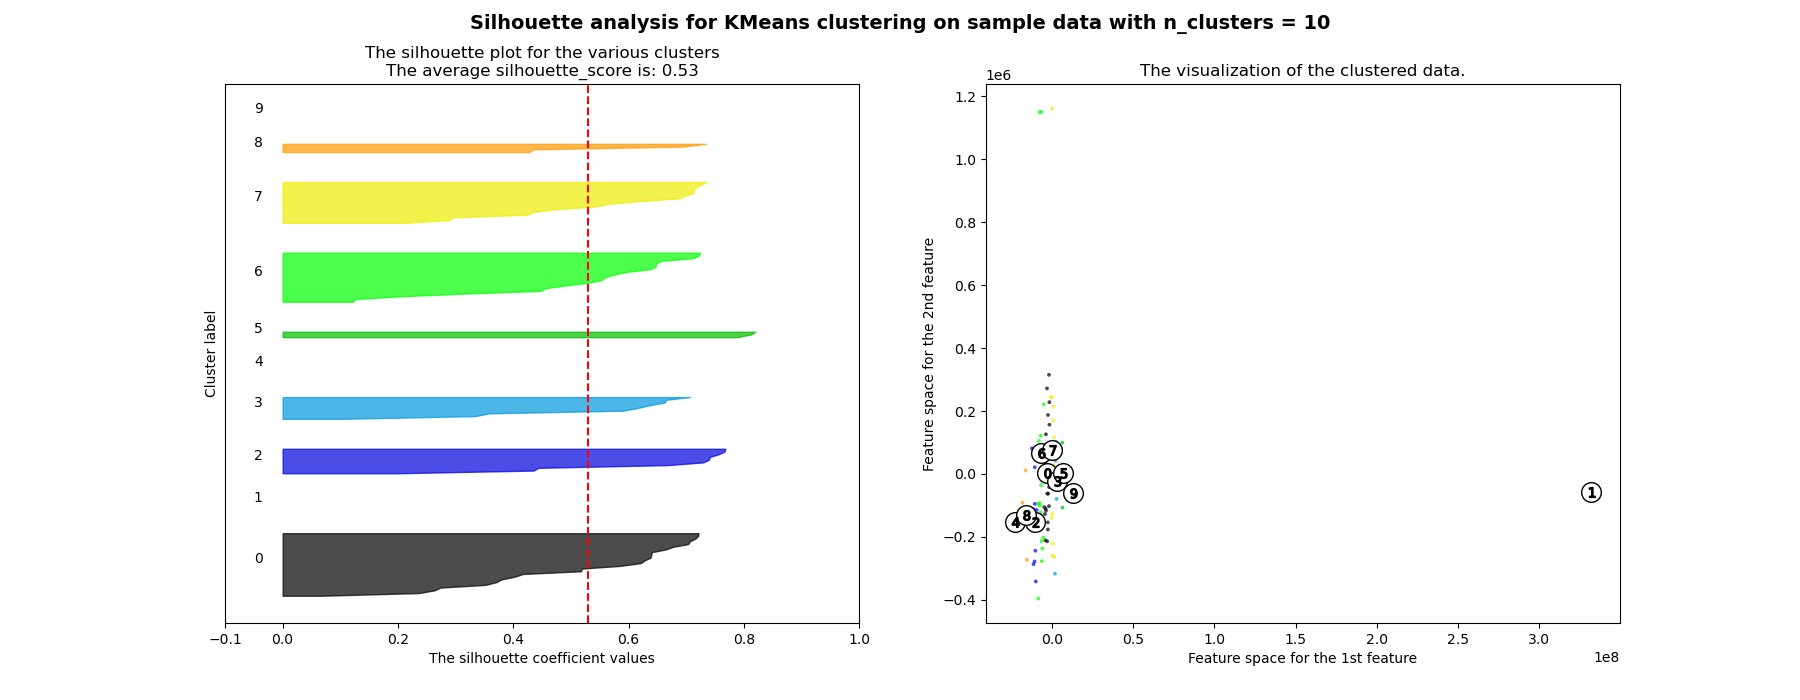 Silhouette analysis for KMeans clustering on sample data with n_clusters = 10
The silhouette plot for the various clusters
The average silhouette_score is: 0.53
9
8
7
6
5
4
3
2
1
0
Cluster label
−0.1 0.0 0.2 0.4 0.6 0.8 1.0
The silhouette coefficient values
The visualization of the clustered data.
1e6
1.2
1.0
0.8
0.6
0.4
0.2
0.0
−0.2
−0.4
Feature space for the 2nd feature
6 7
0 5
3
9
1
4 8 2
0.0 0.5 1.0 1.5 2.0 2.5 3.0
1e8
Feature space for the 1st feature